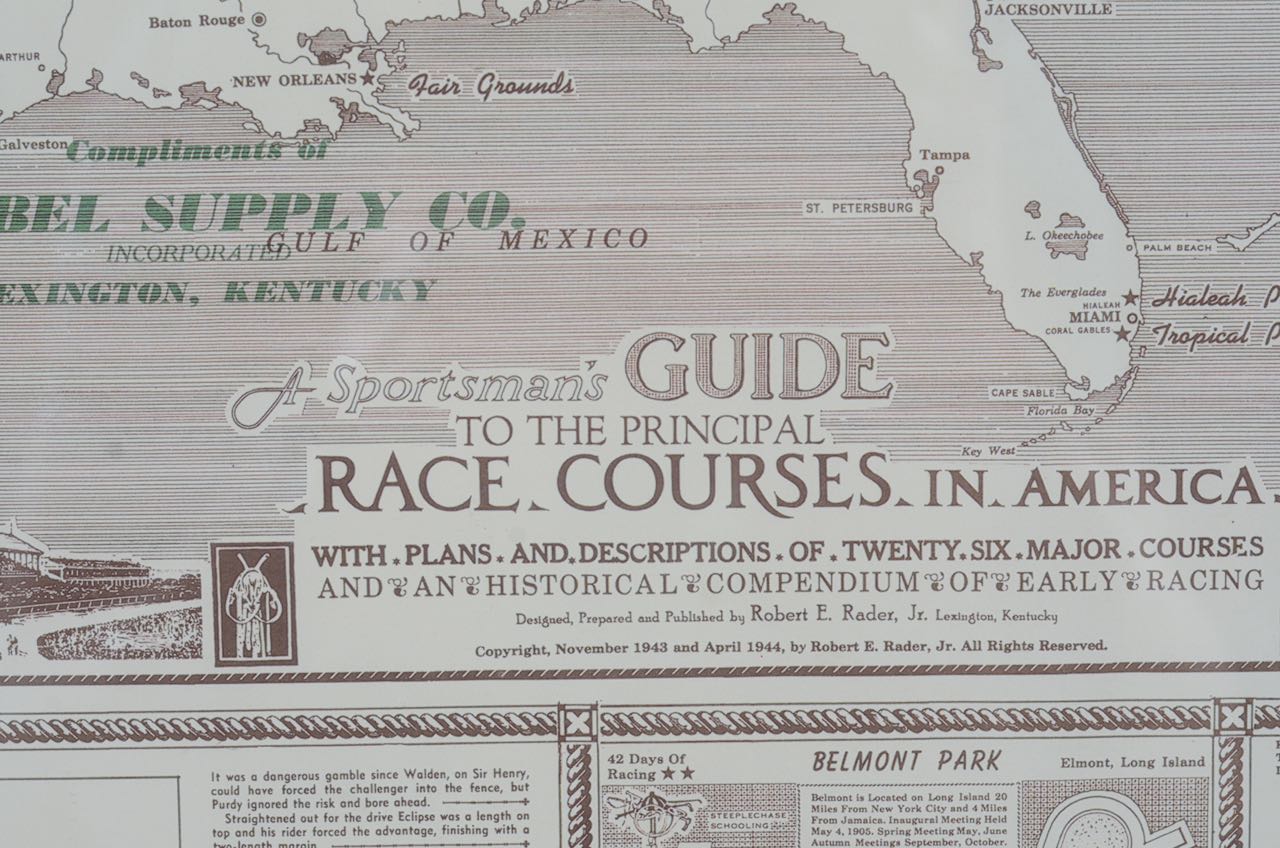 JACKSONVILLE
Baton Rouge
ARTHUR
NEW ORLEANS
Fair Grounds
Galveston
Compliments of
Tampa
BEL SUPPLY CO.
ST. PETERSBURG
INCORPORATED
GULF OF MEXICO
L. Okeechobee
PALM BEACH
EXINGTON, KENTUCKY
The Everglades
Hialeah P
HIALEAH
MIAMI
CORAL GABLES
Tropical P
A Sportsman's GUIDE
CAPE SABLE
Florida Bay
TO THE PRINCIPAL
Key West
RACE COURSES IN AMERICA
WITH PLANS AND DESCRIPTIONS OF TWENTY SIX MAJOR COURSES
AND AN HISTORICAL COMPENDIUM OF EARLY RACING
Designed, Prepared and Published by Robert E. Rader, Jr. Lexington, Kentucky
Copyright, November 1943 and April 1944, by Robert E. Rader, Jr. All Rights Reserved.
It was a dangerous gamble since Walden, on Sir Henry,
could have forced the challenger into the fence, but
Purdy ignored the risk and bore ahead.
Straightened out for the drive Eclipse was a length on
top and his rider forced the advantage, finishing with a
two-length margin.
42 Days Of
Racing
BELMONT PARK
Elmont, Long Island
STEEPLECHASE
SCHOOLING
Belmont is Located on Long Island 20
Miles From New York City and 4 Miles
From Jamaica. Inaugural Meeting Held
May 4, 1905. Spring Meeting May, June
Autumn Meetings September, October.